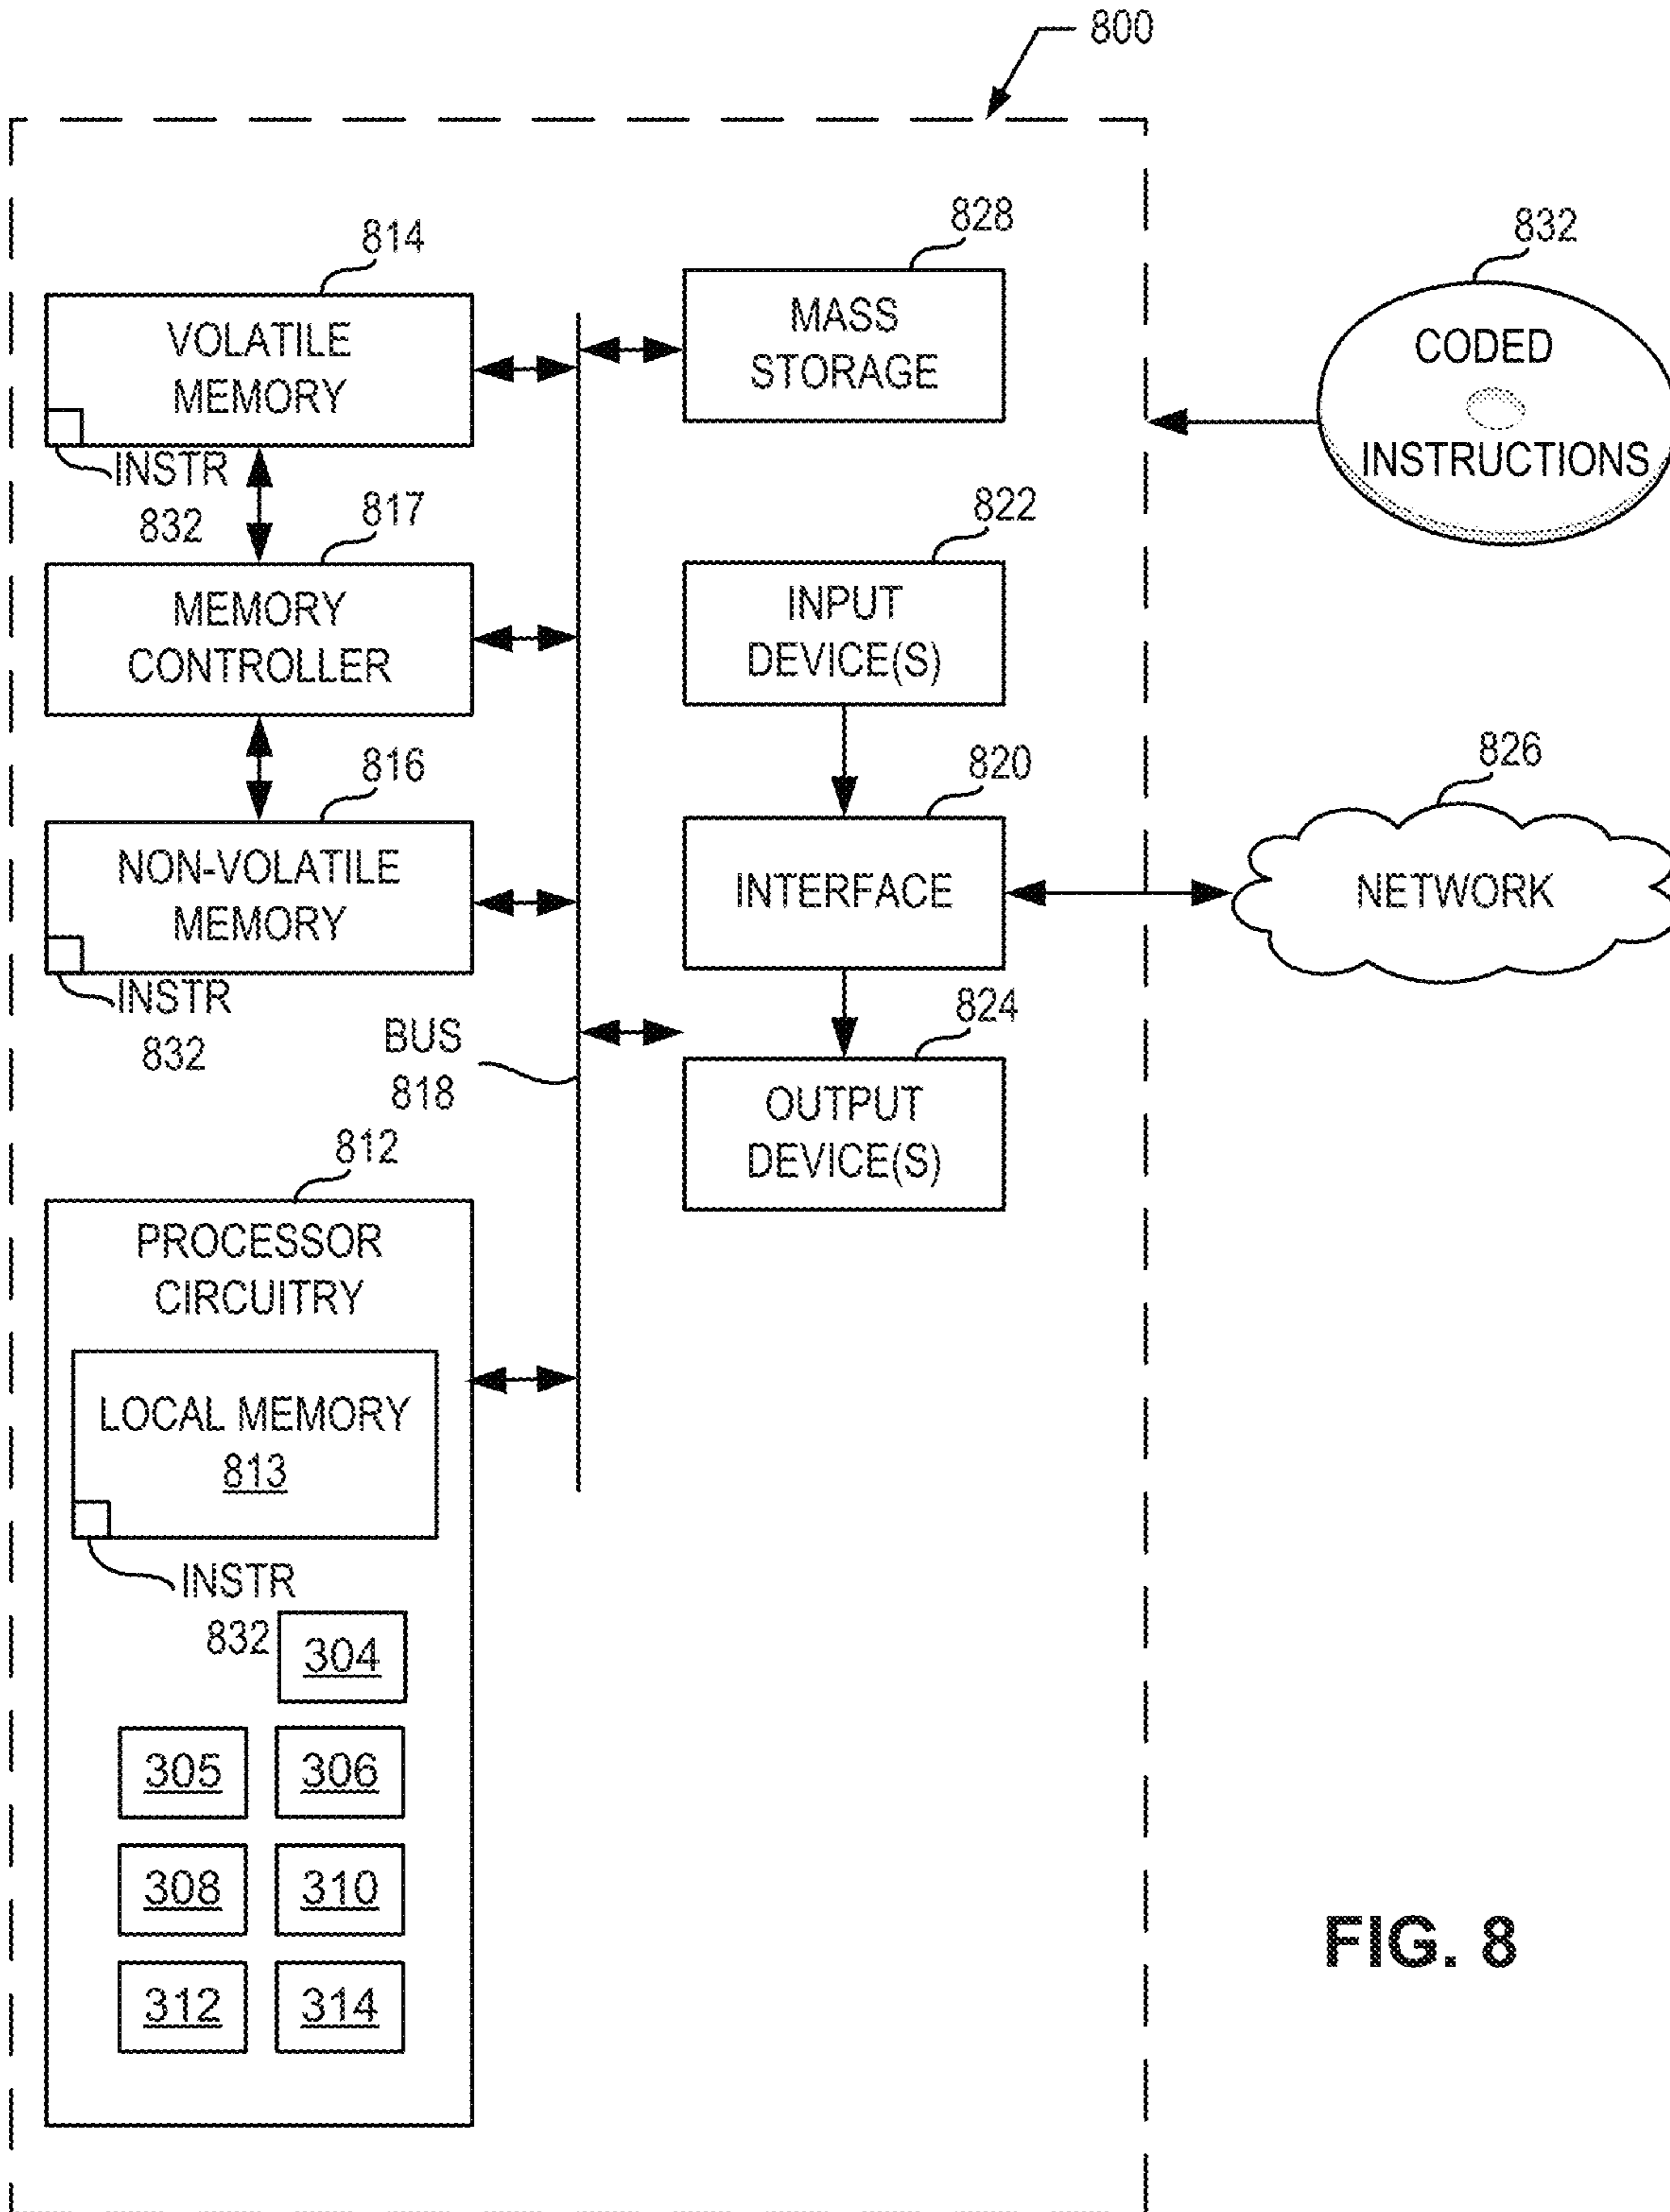 800
814
VOLATILE
MEMORY
INSTR
832
817
MEMORY
CONTROLLER
816
NON-VOLATILE
MEMORY
INSTR
832
BUS
818
812
PROCESSOR
CIRCUITRY
LOCAL MEMORY
813
INSTR
832
304
305 306
308 310
312 314
828
MASS
STORAGE
822
INPUT
DEVICE(S)
820
INTERFACE
824
OUTPUT
DEVICE(S)
832
CODED
INSTRUCTIONS
826
NETWORK
FIG. 8